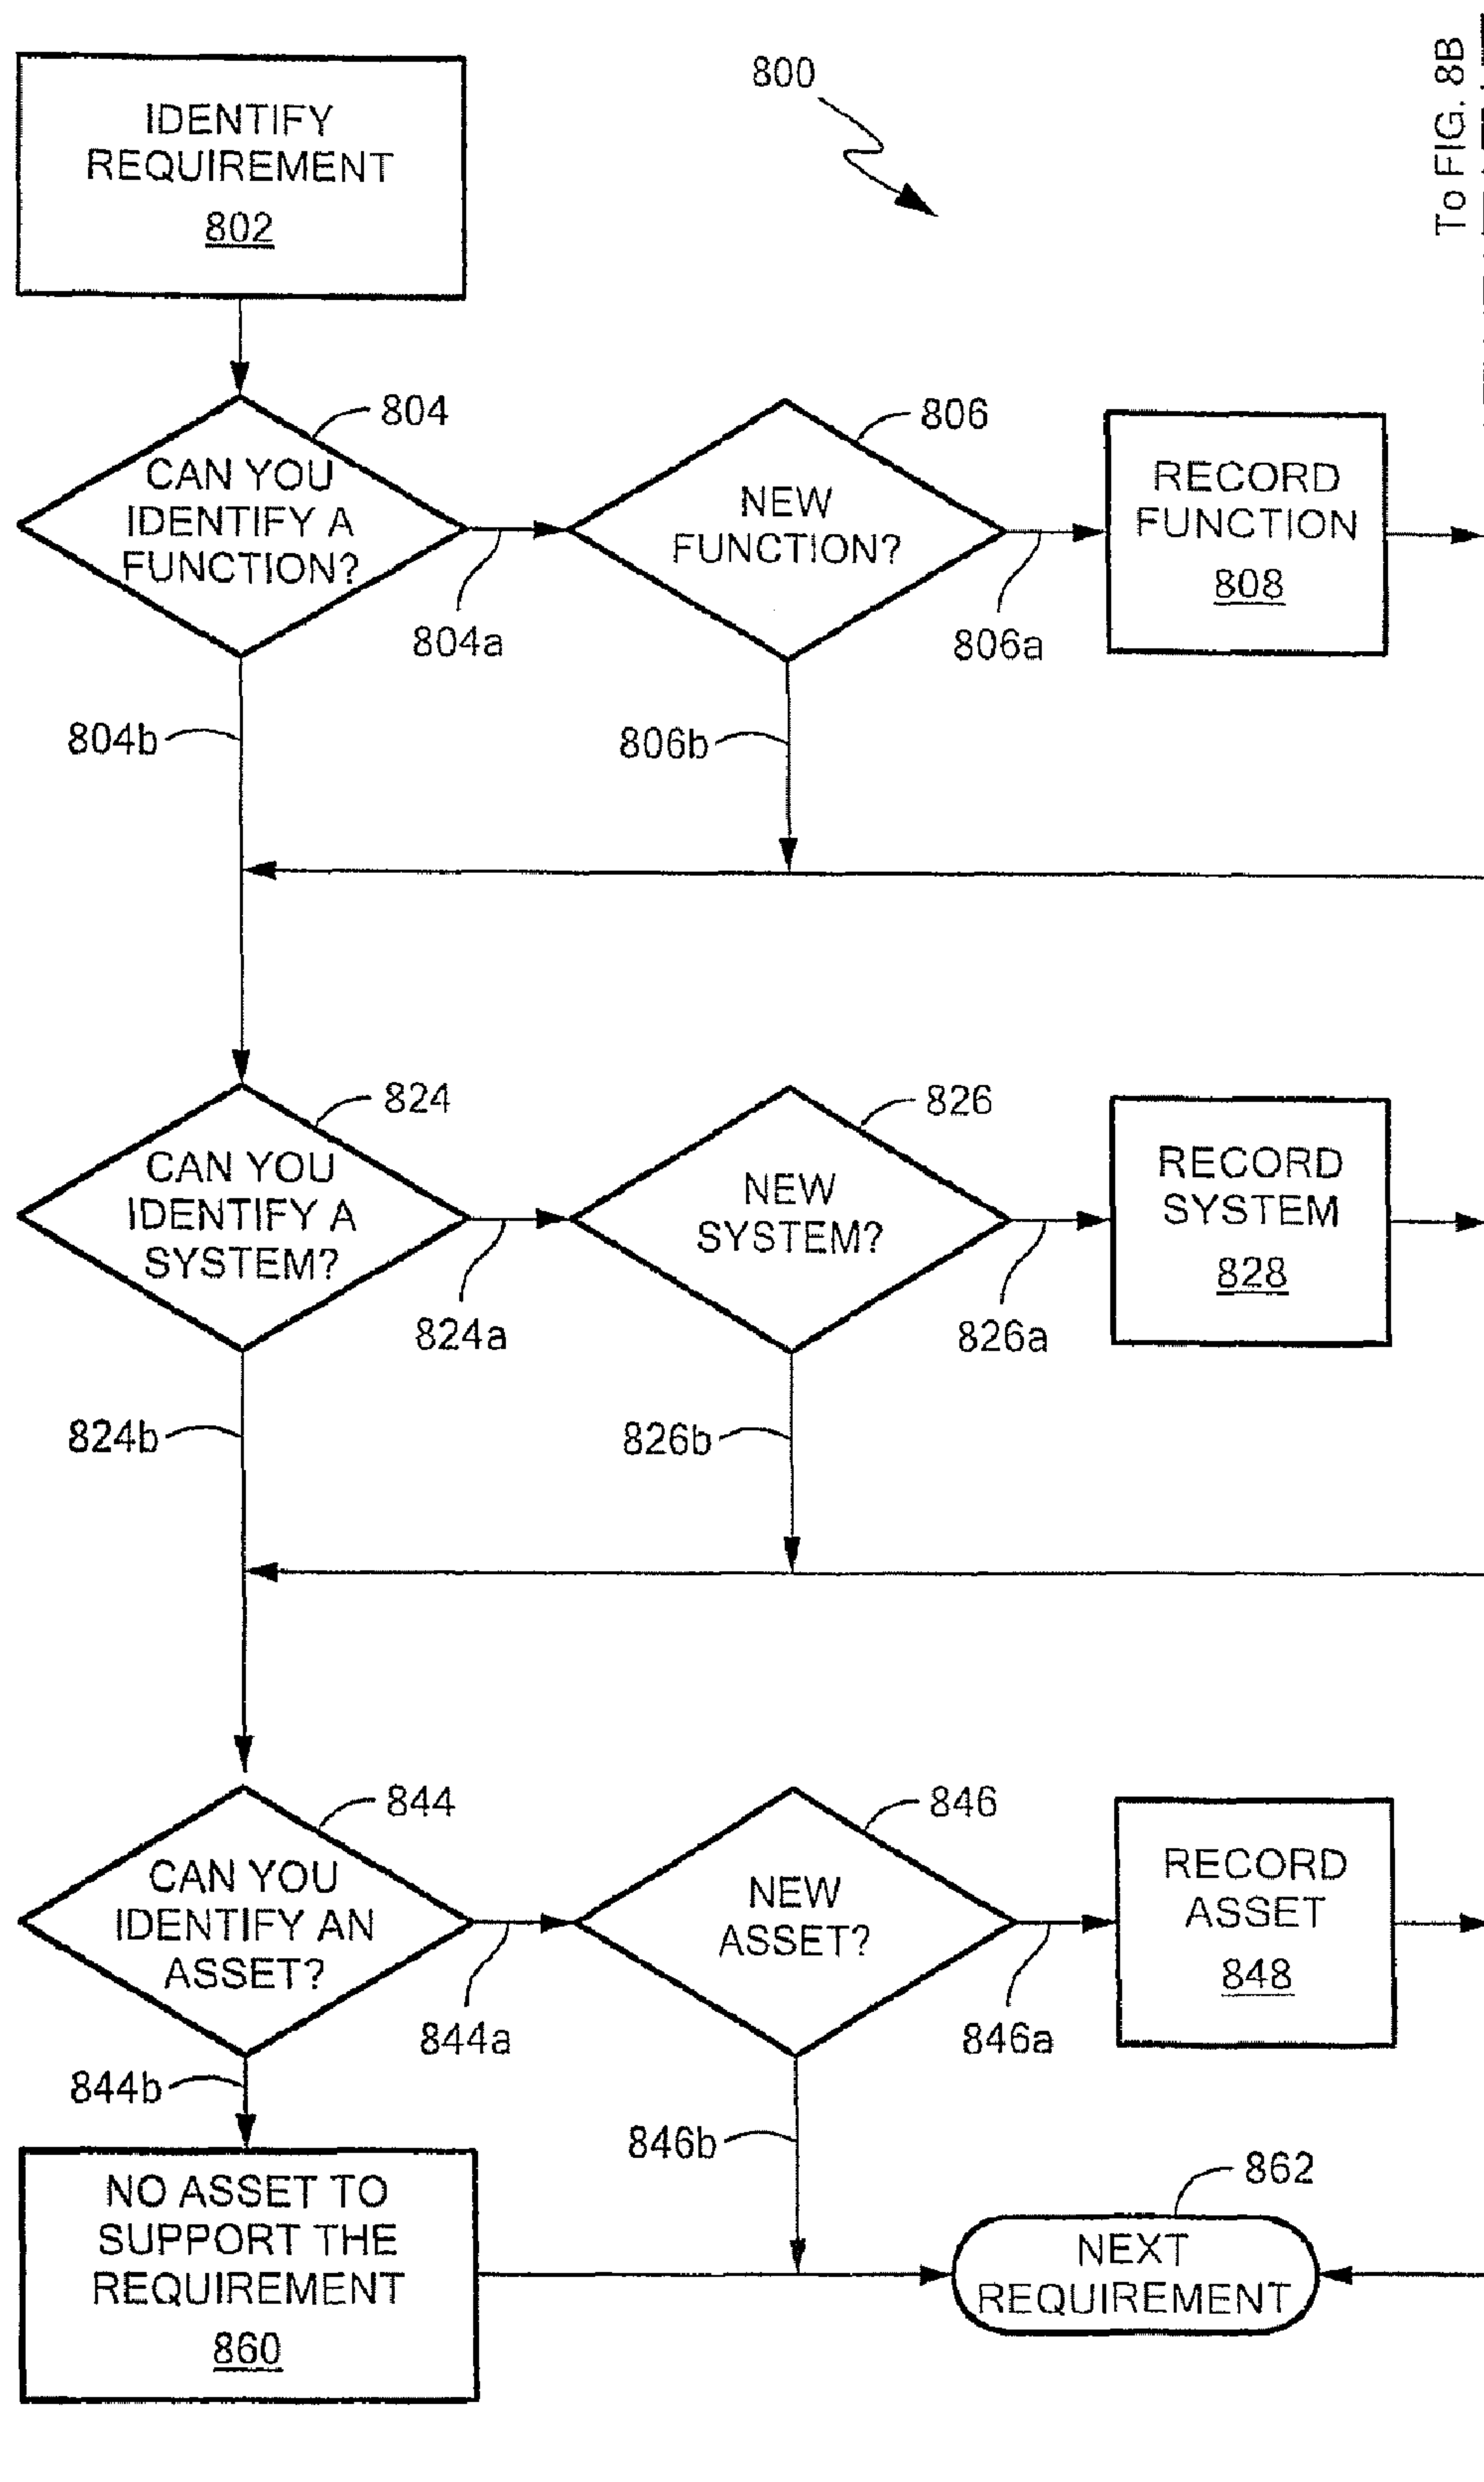 800
To FIG. 8B
IDENTIFY
REQUIREMENT
802
804
CAN YOU
IDENTIFY A
FUNCTION?
804a
804b
806
NEW
FUNCTION?
806a
806b
RECORD
FUNCTION
808
824
CAN YOU
IDENTIFY A
SYSTEM?
824a
824b
826
NEW
SYSTEM?
826a
826b
RECORD
SYSTEM
828
844
CAN YOU
IDENTIFY AN
ASSET?
844a
844b
846
NEW
ASSET?
846a
846b
RECORD
ASSET
848
NO ASSET TO
SUPPORT THE
REQUIREMENT
860
862
NEXT
REQUIREMENT